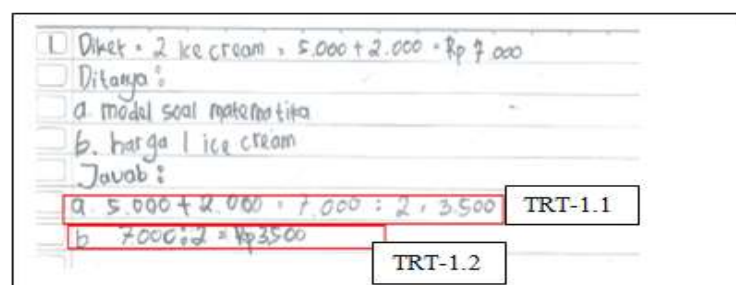 1 Diket = 2 ice cream = 5.000 + 2.000 = Rp 7.000
Ditanya :
a. model soal matematika
b. harga 1 ice cream
Jawab :
a. 5.000 + 2.000 = 7.000 : 2 = 3.500 TRT-1.1
b 7000 : 2 = Rp3500
TRT-1.2